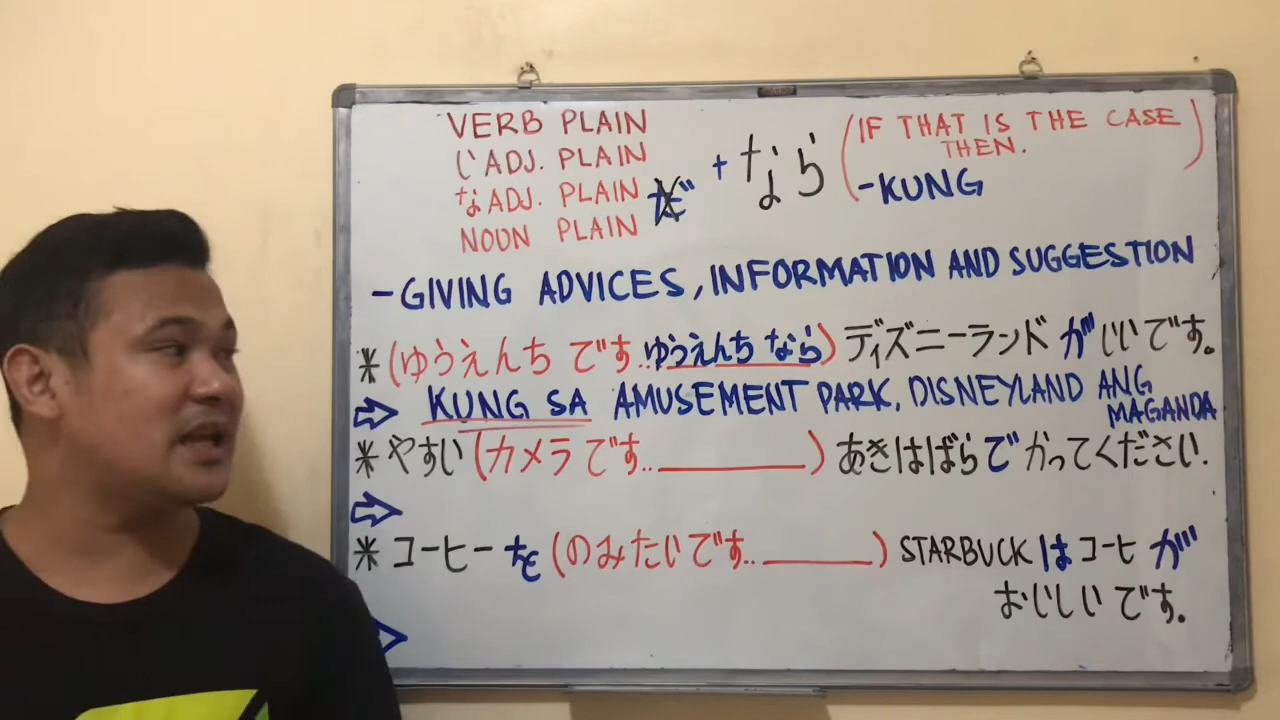 VERB PLAIN
い ADJ. PLAIN
な ADJ. PLAIN だ
NOUN PLAIN
+ なら
(IF THAT IS THE CASE
THEN.)
-KUNG
-GIVING ADVICES, INFORMATION AND SUGGESTION
* (ゆうえんち です..ゆうえんち なら) ディズニーランド が いいです。
⇨ KUNG SA AMUSEMENT PARK, DISNEYLAND ANG
MAGANDA
* やすい (カメラ です..________) あきはばらで かってください.
⇨
* コーヒー を (のみたいです..________) STARBUCK は コーヒ が
おいしい です。
⇨